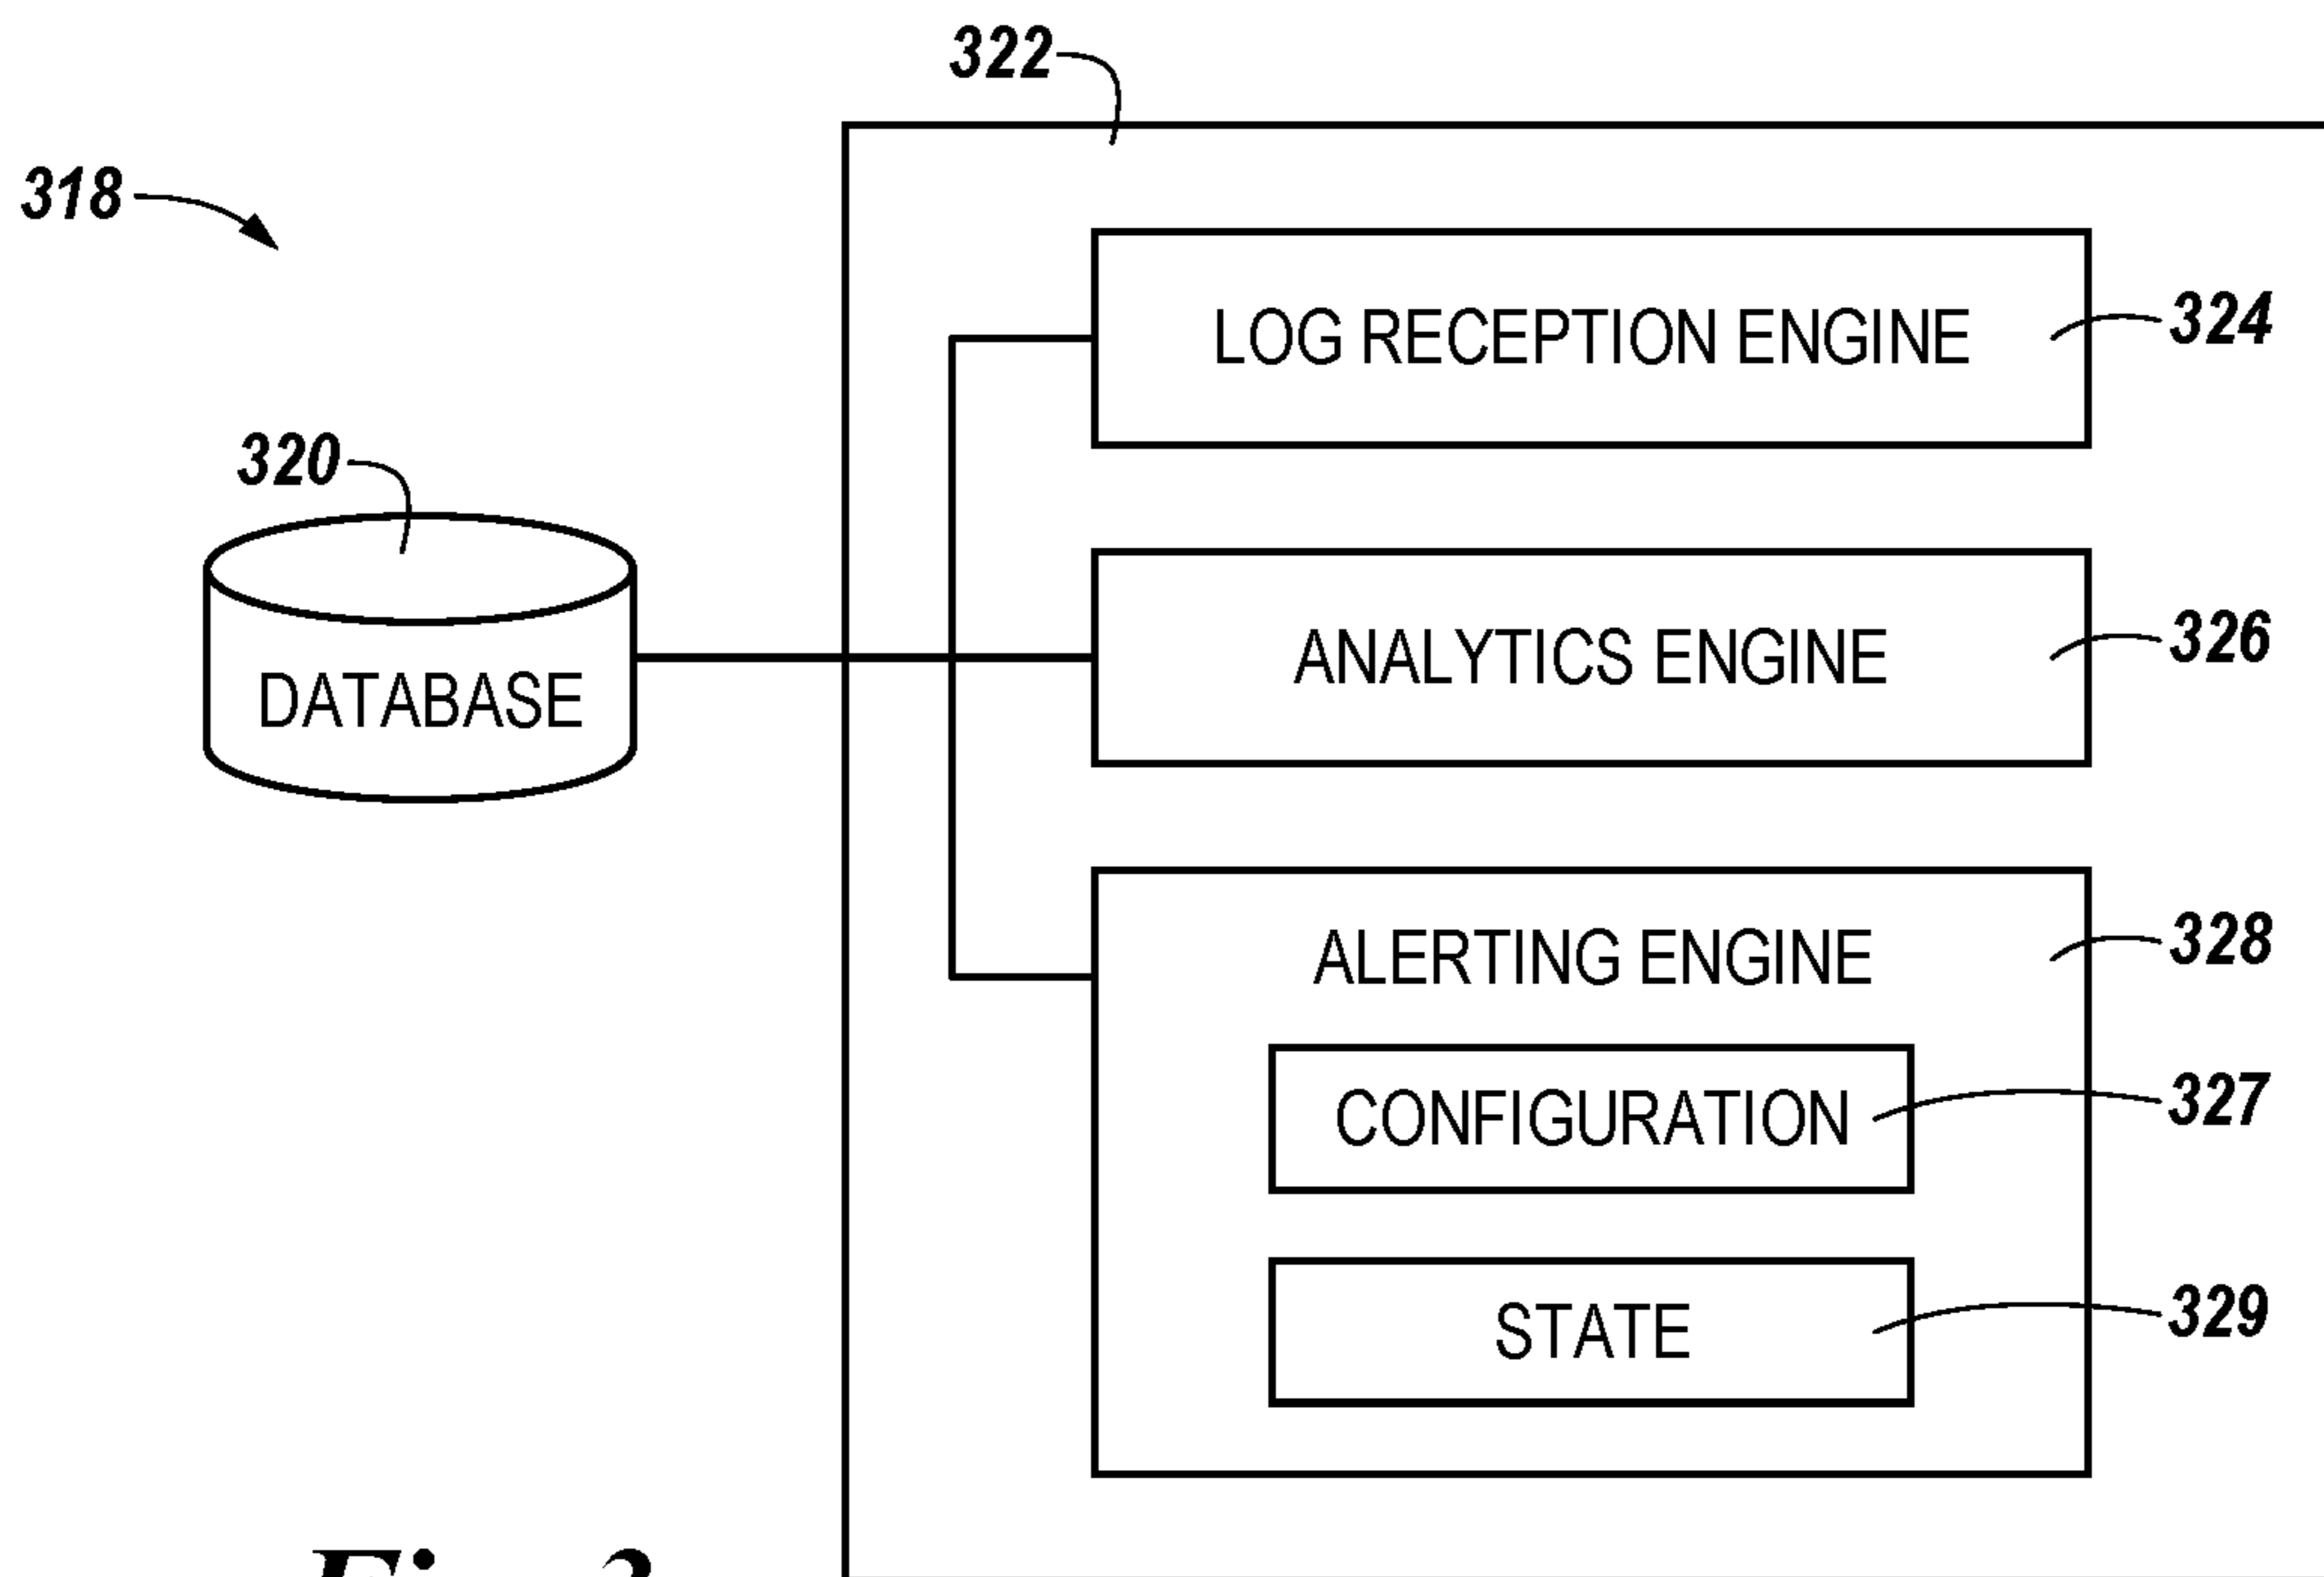 322
318
LOG RECEPTION ENGINE 324
320
DATABASE
ANALYTICS ENGINE 326
ALERTING ENGINE 328
CONFIGURATION 327
STATE 329